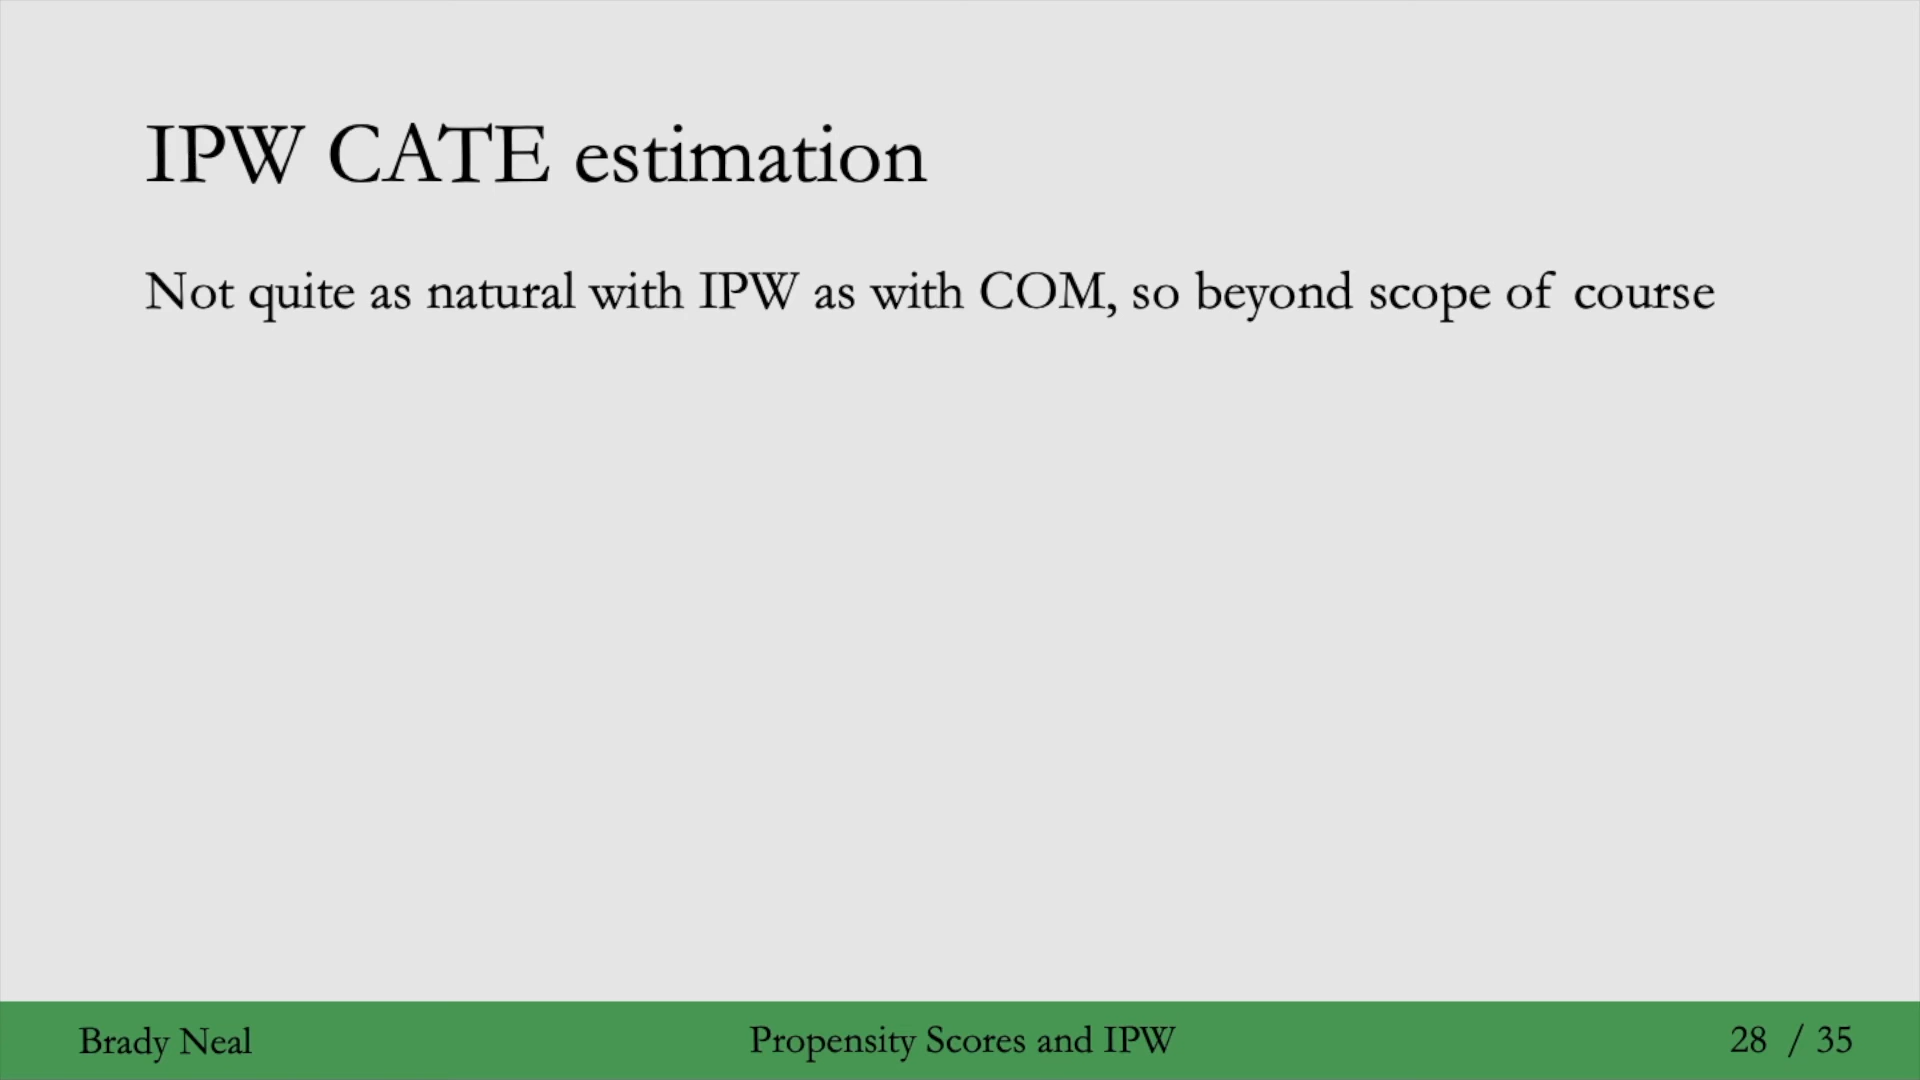 IPW CATE estimation
Not quite as natural with IPW as with COM, so beyond scope of course
Brady Neal
Propensity Scores and IPW
28 / 35